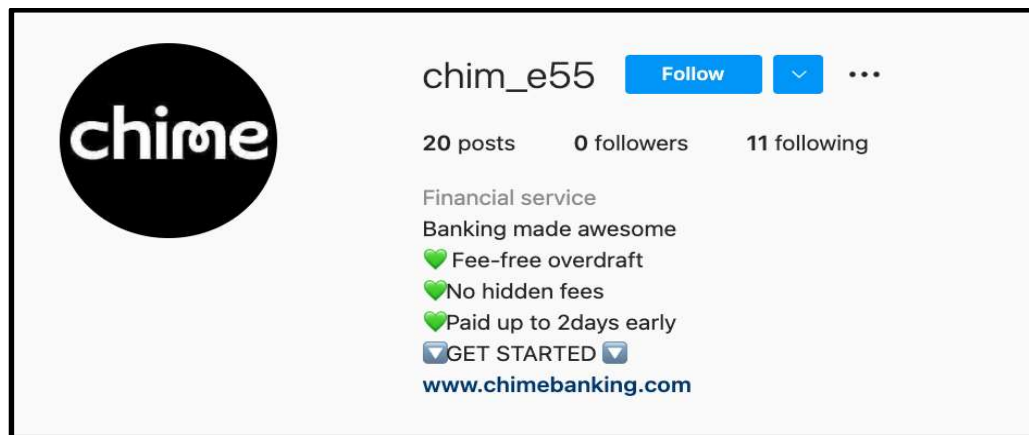 chime
chim_e55 Follow
20 posts 0 followers 11 following
Financial service
Banking made awesome
💚 Fee-free overdraft
💚No hidden fees
💚Paid up to 2days early
🔽GET STARTED 🔽
www.chimebanking.com